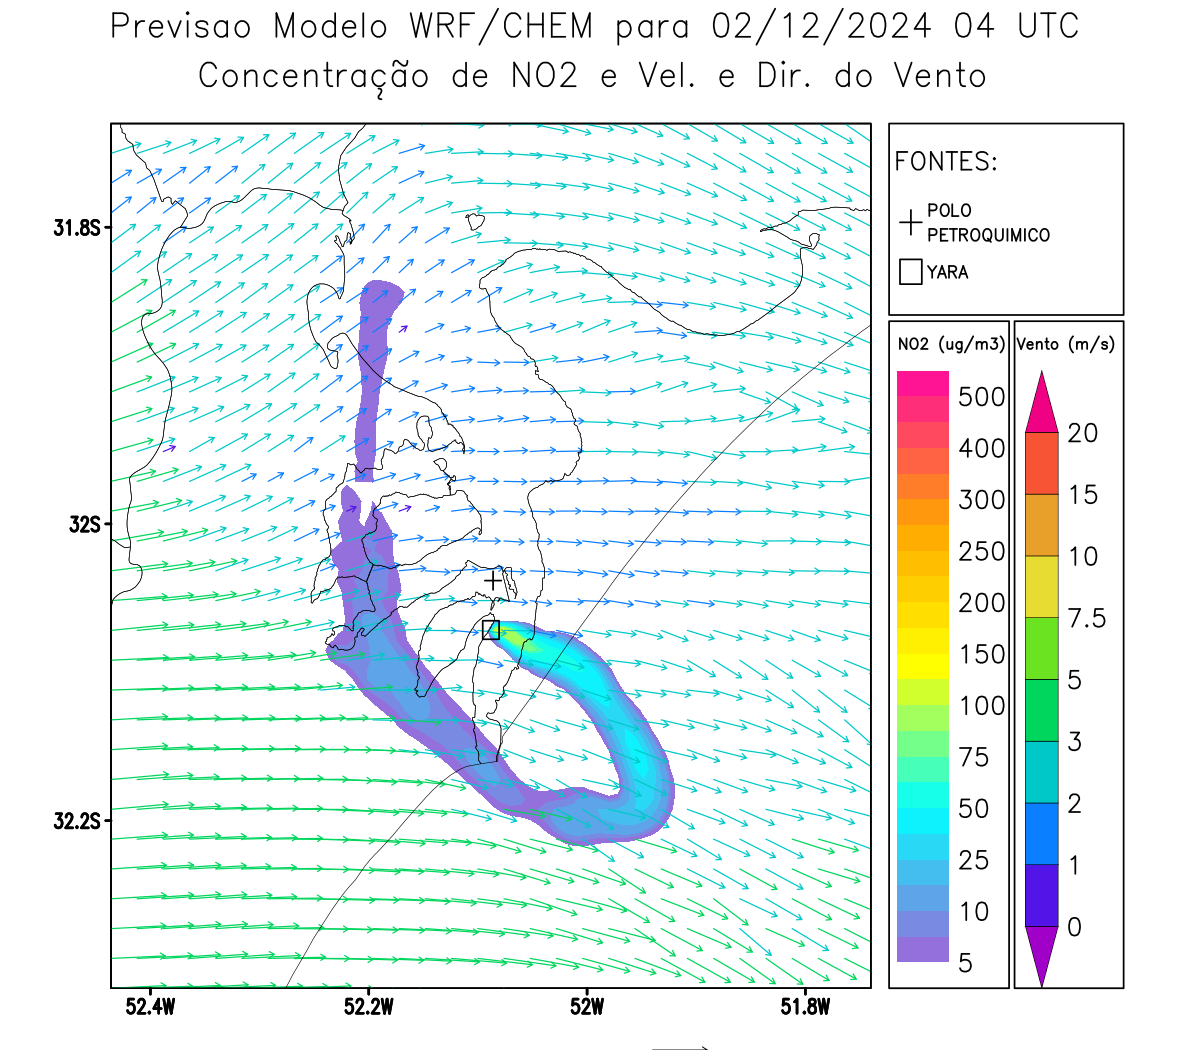 Previsao Modelo WRF/CHEM para 02/12/2024 04 UTC
Concentração de NO2 e Vel. e Dir. do Vento
FONTES:
POLO
PETROQUIMICO
YARA
NO2 (ug/m3)
500
400
300
250
200
150
100
75
50
25
10
5
Vento (m/s)
20
15
10
7.5
5
3
2
1
0
31.8S
32S
32.2S
52.4W
52.2W
52W
51.8W